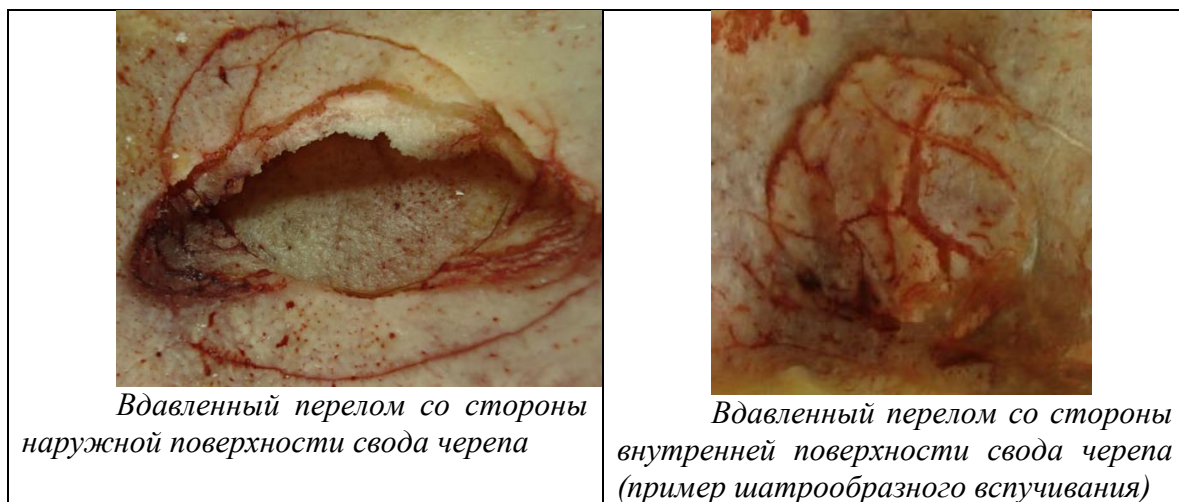 Вдавленный перелом со стороны
наружной поверхности свода черепа
Вдавленный перелом со стороны
внутренней поверхности свода черепа
(пример шатрообразного вспучивания)